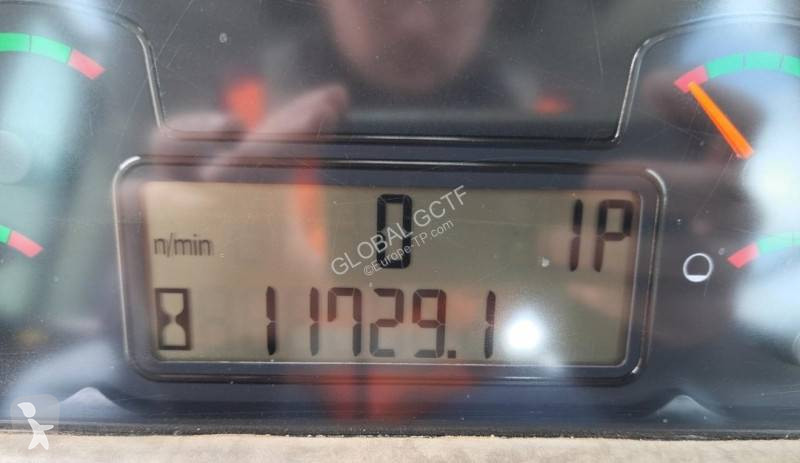 n/min 0 1P
11729.1
GLOBAL GCTF
©Europe-TP.com